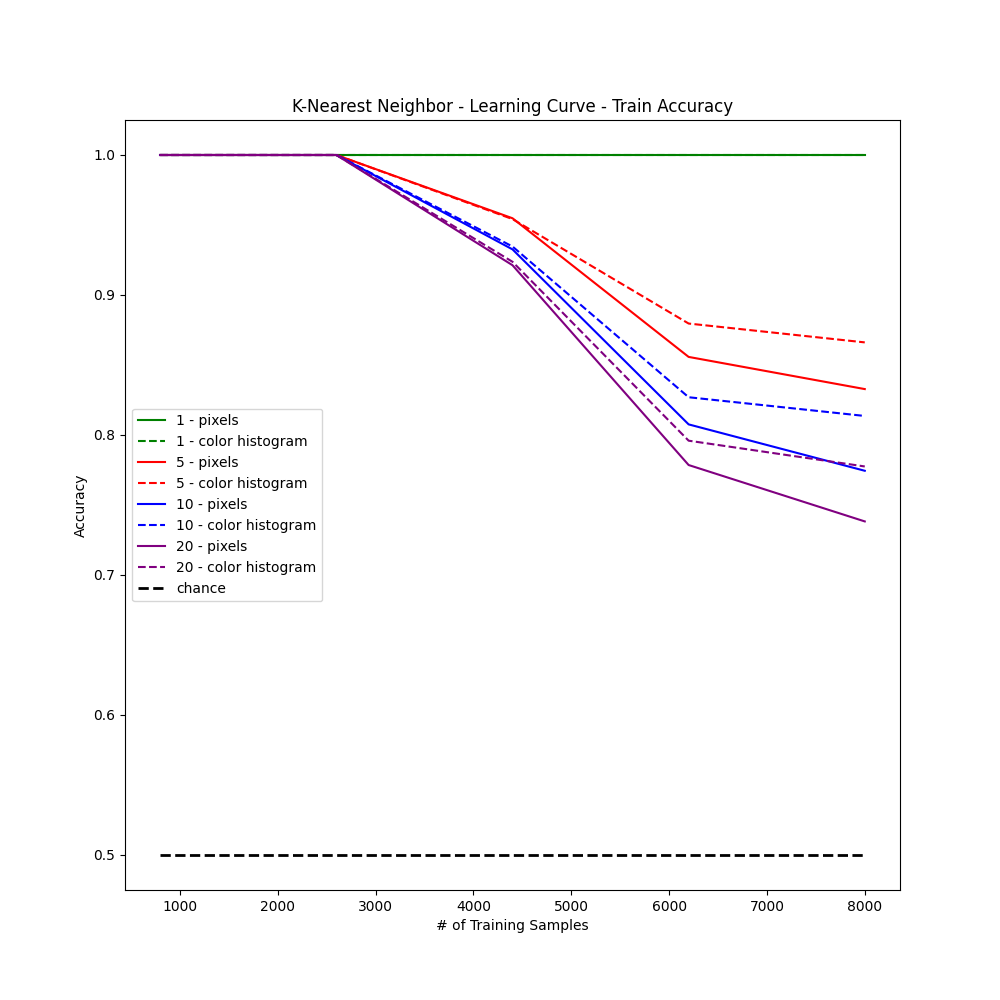 K-Nearest Neighbor - Learning Curve - Train Accuracy
1.0
0.9
0.8
0.7
0.6
0.5
Accuracy
1 - pixels
1 - color histogram
5 - pixels
5 - color histogram
10 - pixels
10 - color histogram
20 - pixels
20 - color histogram
chance
1000 2000 3000 4000 5000 6000 7000 8000
# of Training Samples